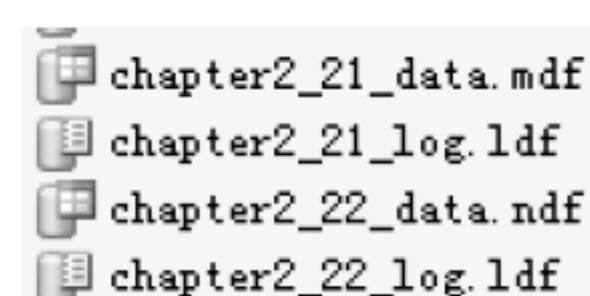 chapter2_21_data.mdf
chapter2_21_log.ldf
chapter2_22_data.ndf
chapter2_22_log.ldf